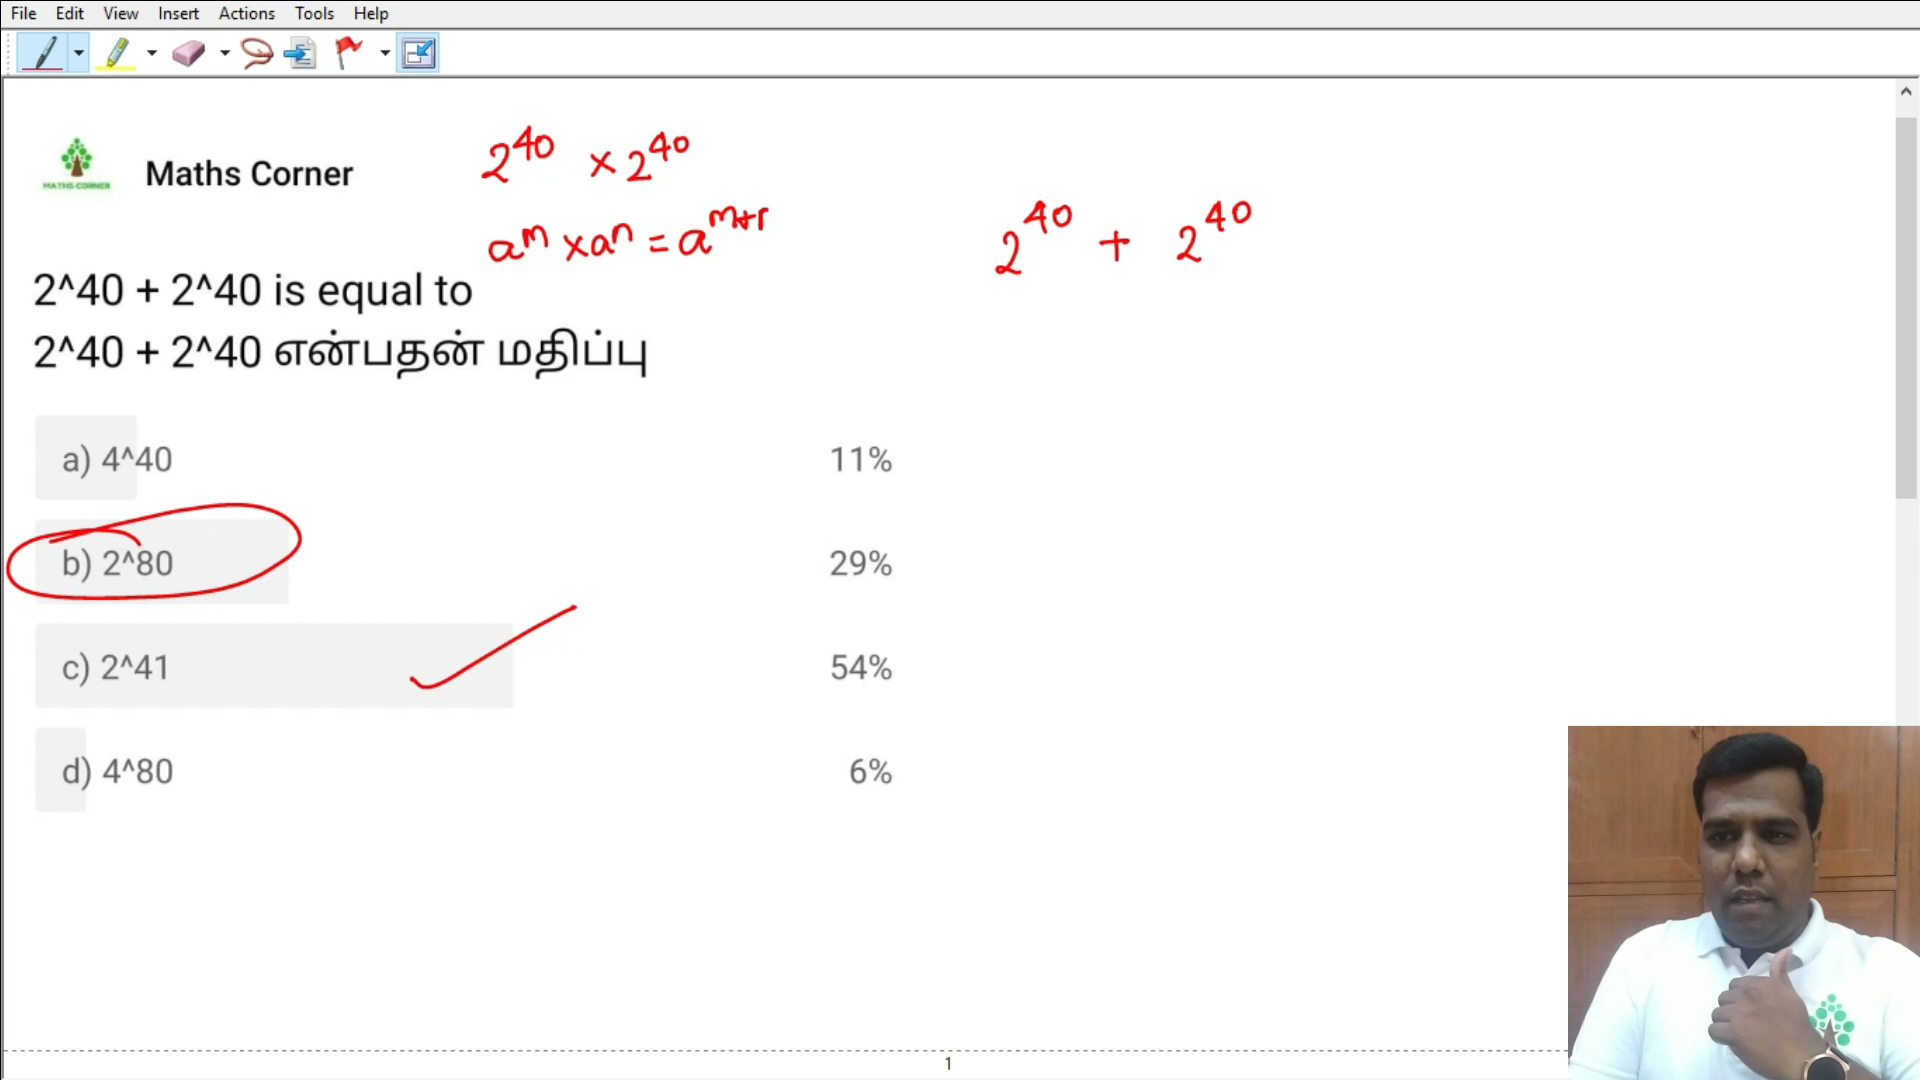 File Edit View Insert Actions Tools Help
MATHS CORNER
Maths Corner
2^40 × 2^40
a^m × a^n = a^m+r
2^40 + 2^40
2^40 + 2^40 is equal to
2^40 + 2^40 என்பதன் மதிப்பு
a) 4^40 11%
b) 2^80 29%
c) 2^41 54%
d) 4^80 6%
1